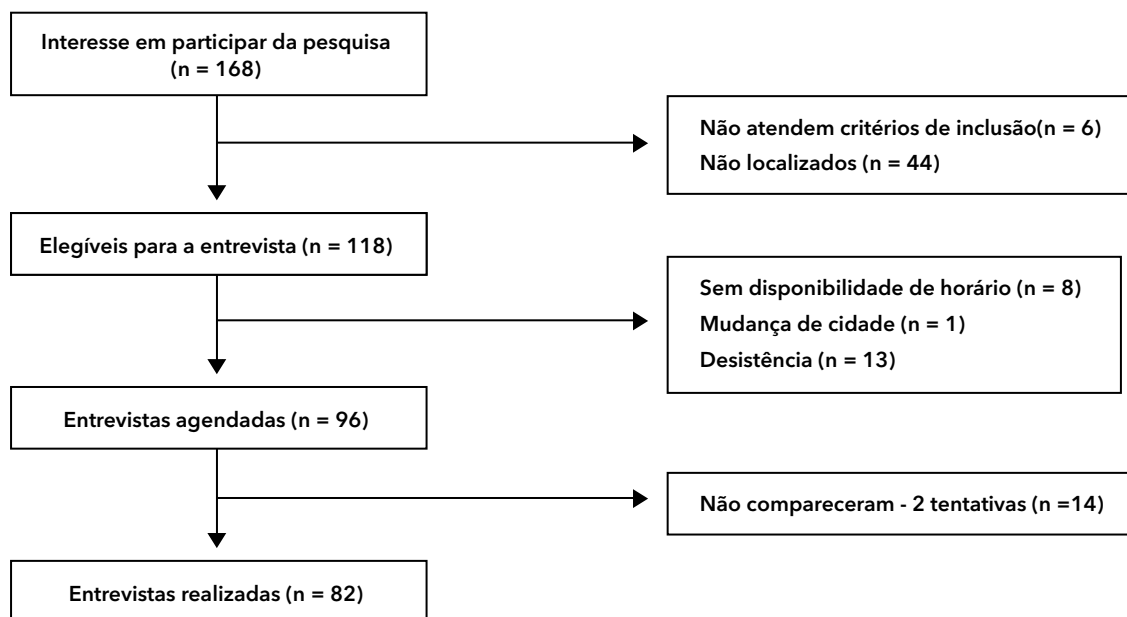 Interesse em participar da pesquisa
(n = 168)
Não atendem critérios de inclusão(n = 6)
Não localizados (n = 44)
Elegíveis para a entrevista (n = 118)
Sem disponibilidade de horário (n = 8)
Mudança de cidade (n = 1)
Desistência (n = 13)
Entrevistas agendadas (n = 96)
Não compareceram - 2 tentativas (n =14)
Entrevistas realizadas (n = 82)